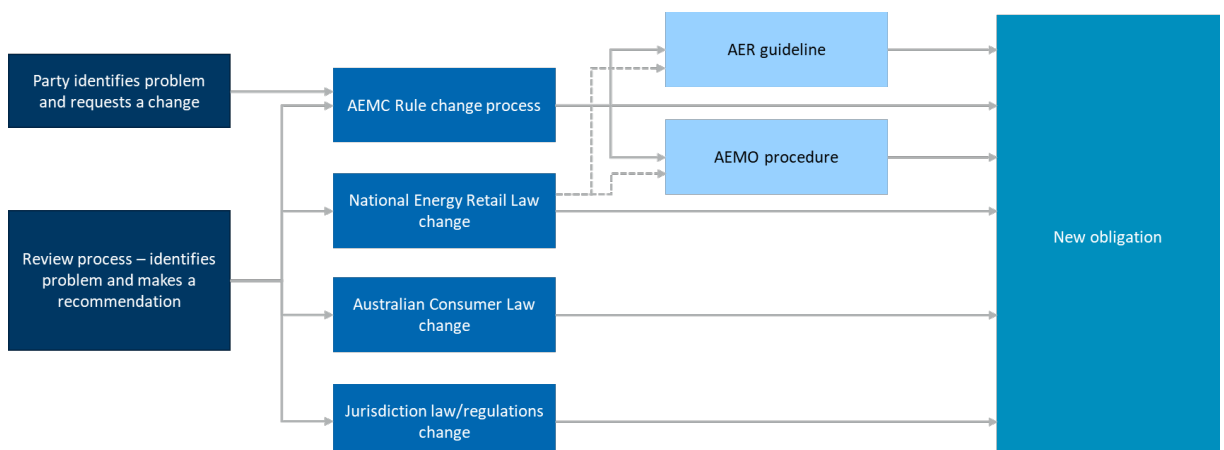 Party identifies problem
and requests a change
Review process – identifies
problem and makes a
recommendation
AEMC Rule change process
National Energy Retail Law
change
Australian Consumer Law
change
Jurisdiction law/regulations
change
AER guideline
AEMO procedure
New obligation